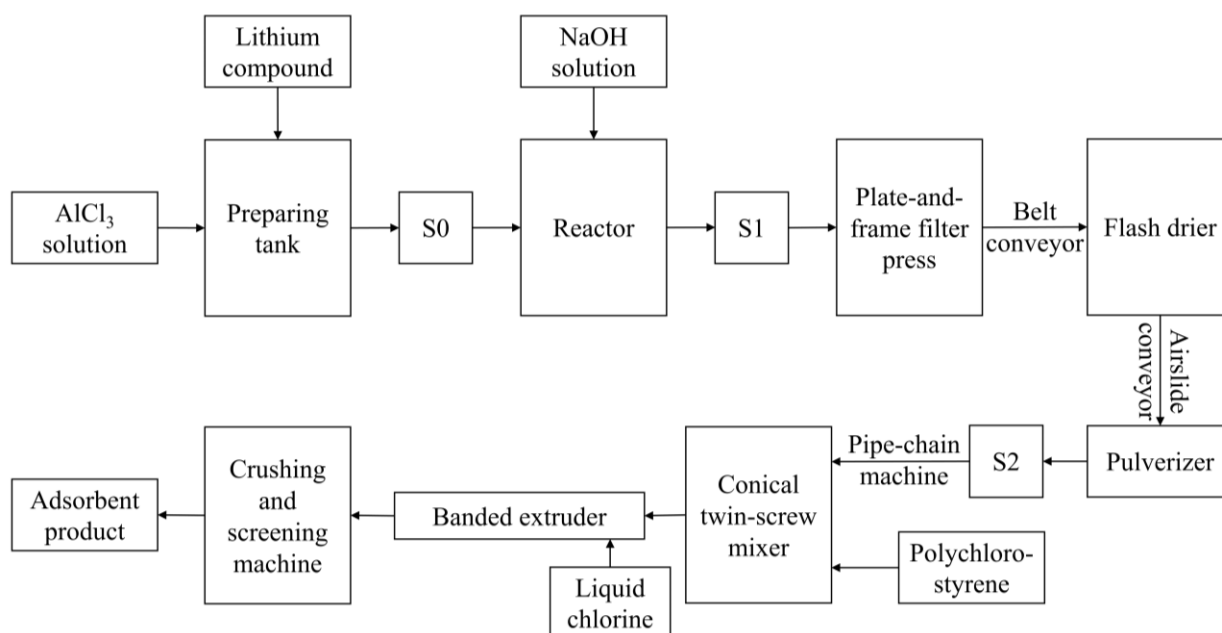 Lithium
compound
NaOH
solution
AlCl₃
solution
Preparing
tank
S0
Reactor
S1
Plate-and-
frame filter
press
Belt
conveyor
Flash drier
Airslide
conveyor
Adsorbent
product
Crushing
and
screening
machine
Banded extruder
Liquid
chlorine
Conical
twin-screw
mixer
Pipe-chain
machine
S2
Pulverizer
Polychloro-
styrene